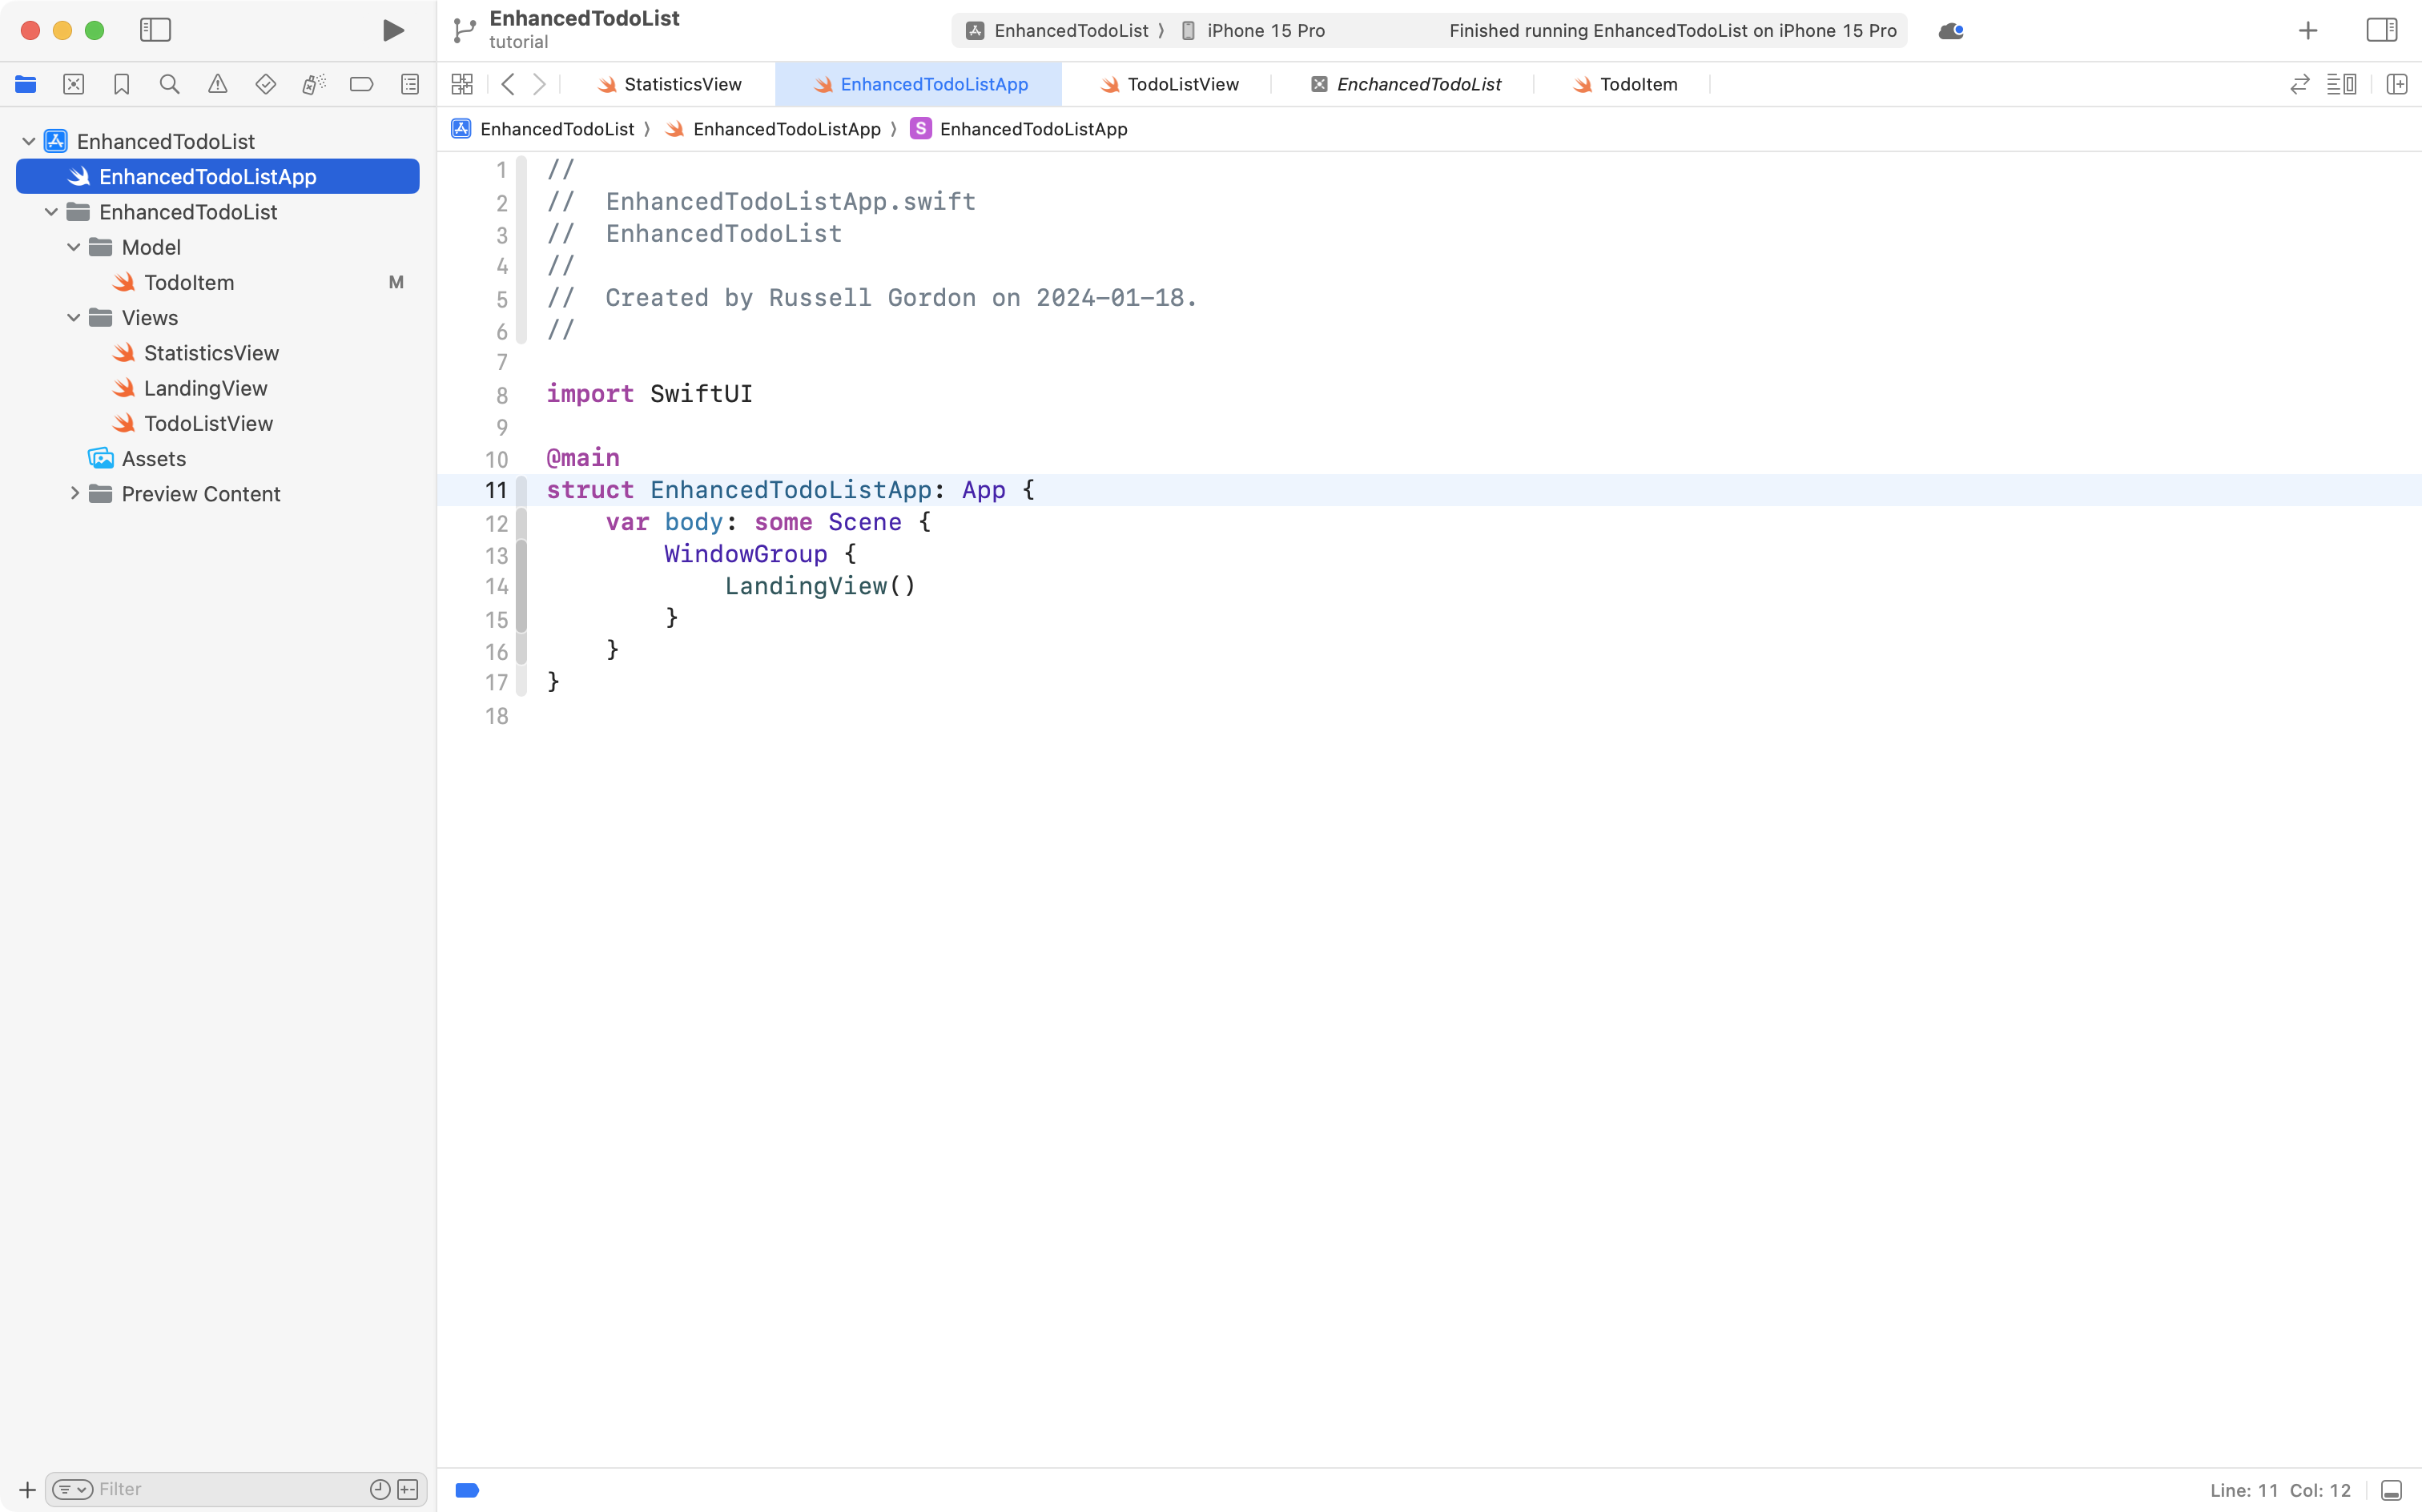 EnhancedTodoList
tutorial
EnhancedTodoList 〉 iPhone 15 Pro
Finished running EnhancedTodoList on iPhone 15 Pro
StatisticsView
EnhancedTodoListApp
TodoListView
EnchancedTodoList
TodoItem
EnhancedTodoList 〉 EnhancedTodoListApp 〉 S EnhancedTodoListApp
EnhancedTodoList
EnhancedTodoListApp
EnhancedTodoList
Model
TodoItem M
Views
StatisticsView
LandingView
TodoListView
Assets
Preview Content
1 //
2 //  EnhancedTodoListApp.swift
3 //  EnhancedTodoList
4 //
5 //  Created by Russell Gordon on 2024-01-18.
6 //
7
8 import SwiftUI
9
10 @main
11 struct EnhancedTodoListApp: App {
12     var body: some Scene {
13         WindowGroup {
14             LandingView()
15         }
16     }
17 }
18
Filter
Line: 11 Col: 12